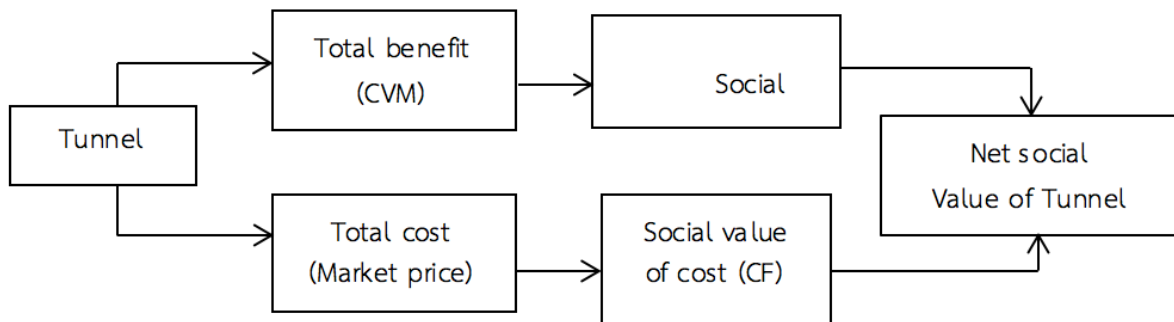 Tunnel
Total benefit
(CVM)
Social
Total cost
(Market price)
Social value
of cost (CF)
Net social
Value of Tunnel